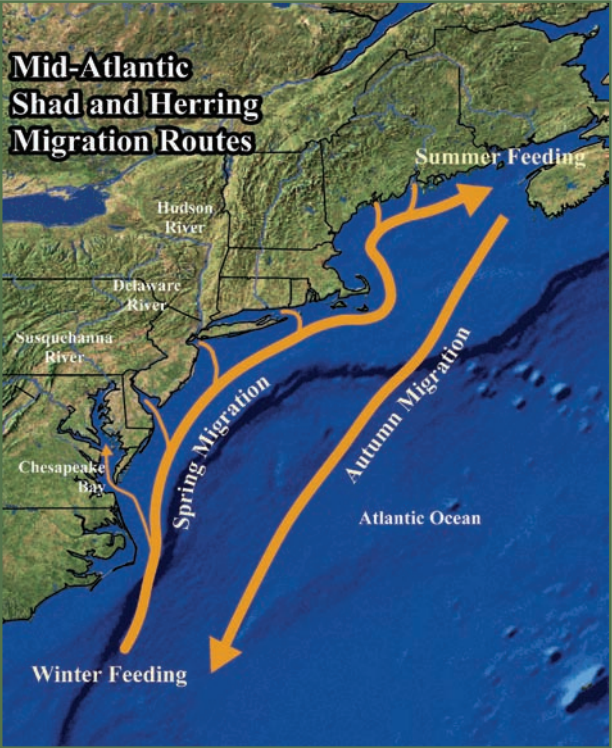 Mid-Atlantic
Shad and Herring
Migration Routes
Summer Feeding
Hudson
River
Delaware
River
Susquehanna
River
Spring Migration
Autumn Migration
Chesapeake
Bay
Atlantic Ocean
Winter Feeding